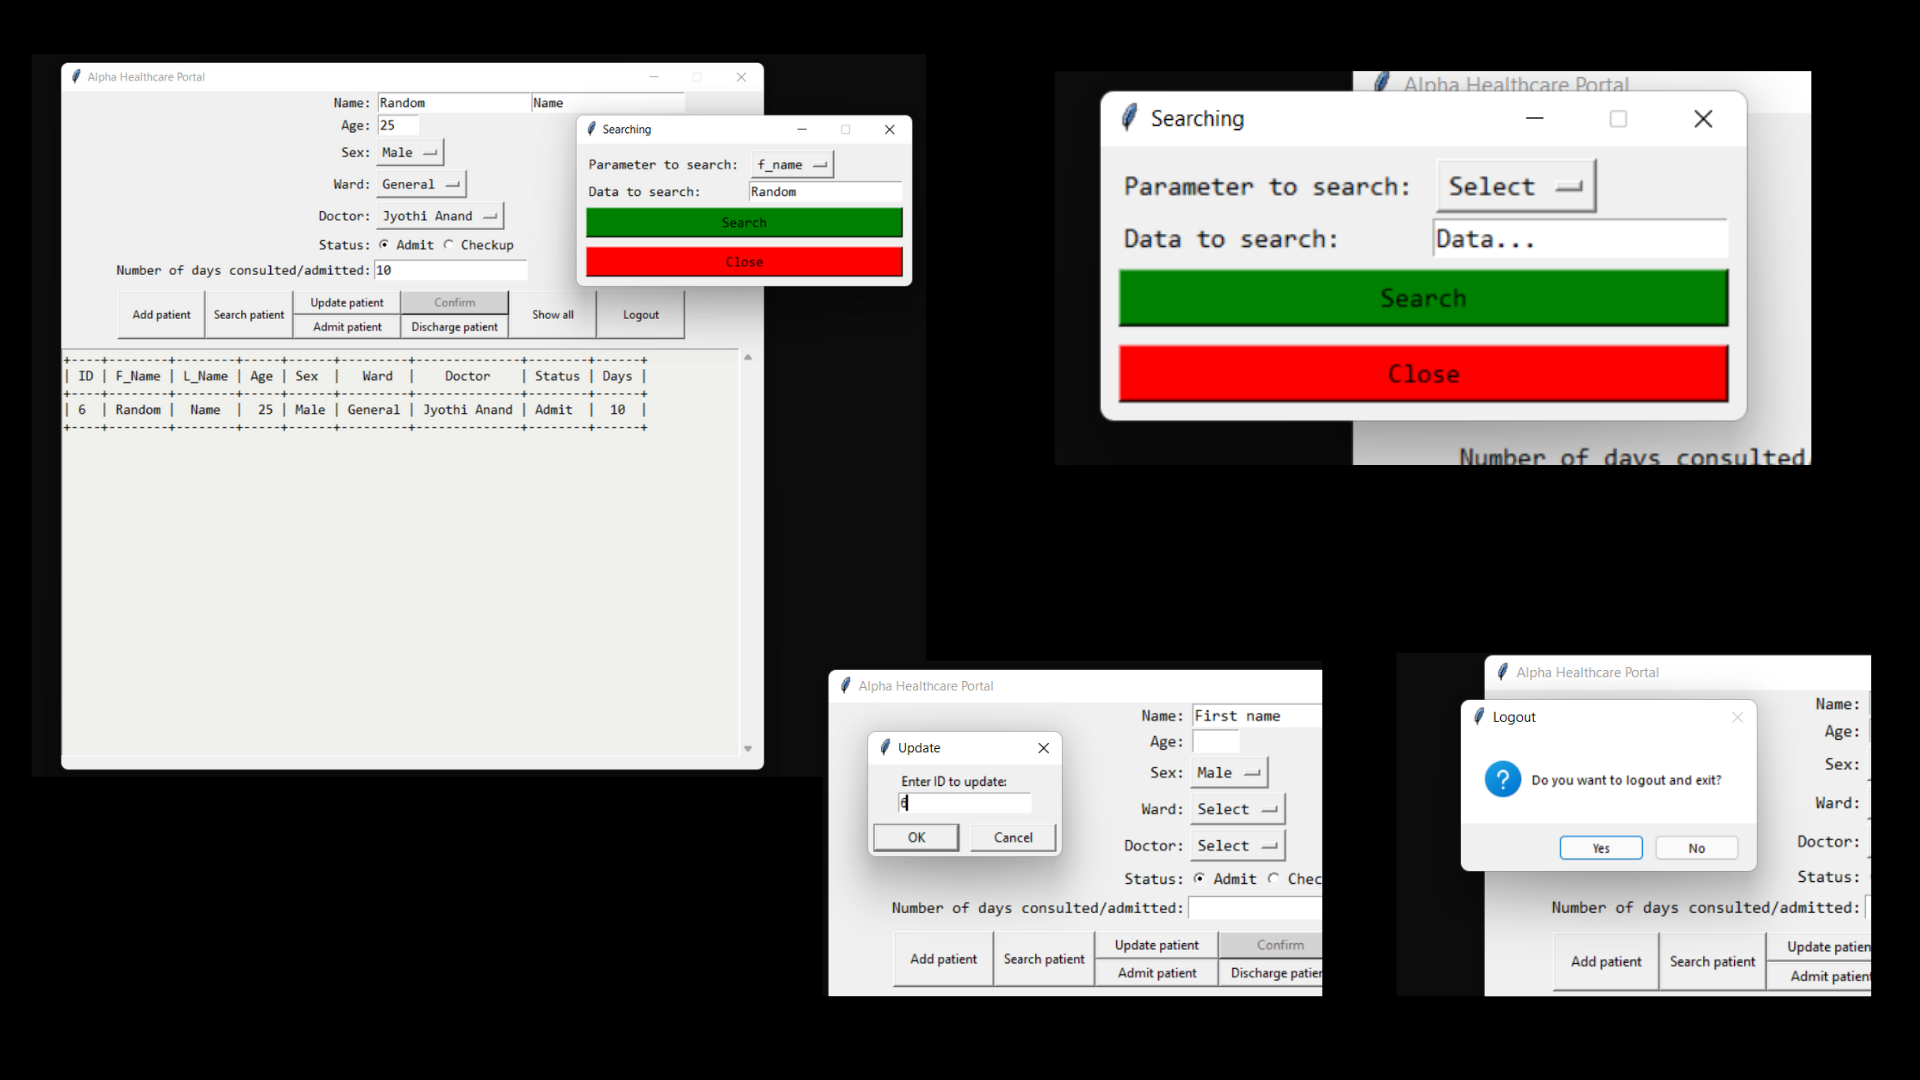 Alpha Healthcare Portal
Name: Random Name
Age: 25
Sex: Male
Ward: General
Doctor: Jyothi Anand
Status: Admit Checkup
Number of days consulted/admitted: 10
Add patient Search patient Update patient Confirm Show all Logout
Admit patient Discharge patient
+----+--------+--------+-----+------+---------+--------------+--------+------+
| ID | F_Name | L_Name | Age | Sex | Ward | Doctor | Status | Days |
+----+--------+--------+-----+------+---------+--------------+--------+------+
| 6 | Random | Name | 25 | Male | General | Jyothi Anand | Admit | 10 |
+----+--------+--------+-----+------+---------+--------------+--------+------+
Searching
Parameter to search: f_name
Data to search: Random
Search
Close
Alpha Healthcare Portal
Searching
Parameter to search: Select
Data to search: Data...
Search
Close
Number of days consulted/
Alpha Healthcare Portal
Name: First name
Age:
Sex: Male
Ward: Select
Doctor: Select
Status: Admit Chec
Number of days consulted/admitted:
Add patient Search patient Update patient Confirm
Admit patient Discharge patier
Update
Enter ID to update:
6
OK Cancel
Alpha Healthcare Portal
Name:
Age:
Sex:
Ward:
Doctor:
Status:
Number of days consulted/admitted:
Add patient Search patient Update patien
Admit patient
Logout
Do you want to logout and exit?
Yes No